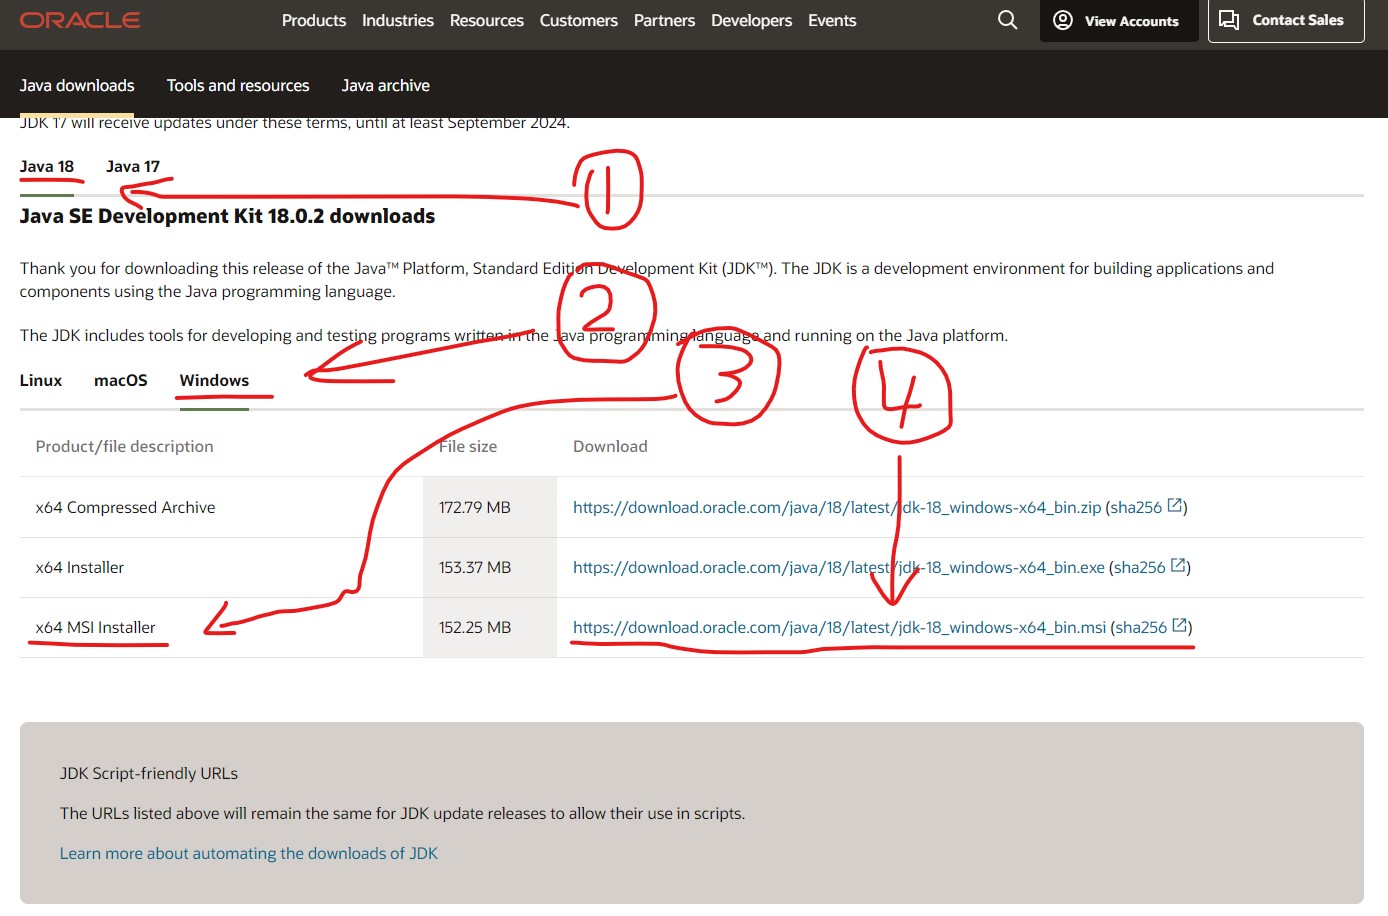 ORACLE
Products Industries Resources Customers Partners Developers Events
View Accounts
Contact Sales
Java downloads Tools and resources Java archive
JDK 17 will receive updates under these terms, until at least September 2024.
Java 18 Java 17
1
Java SE Development Kit 18.0.2 downloads
Thank you for downloading this release of the Java™ Platform, Standard Edition Development Kit (JDK™). The JDK is a development environment for building applications and
components using the Java programming language.
2
The JDK includes tools for developing and testing programs written in the Java programming language and running on the Java platform.
3
4
Linux macOS Windows
Product/file description File size Download
x64 Compressed Archive 172.79 MB https://download.oracle.com/java/18/latest/jdk-18_windows-x64_bin.zip (sha256)
x64 Installer 153.37 MB https://download.oracle.com/java/18/latest/jdk-18_windows-x64_bin.exe (sha256)
x64 MSI Installer 152.25 MB https://download.oracle.com/java/18/latest/jdk-18_windows-x64_bin.msi (sha256)
JDK Script-friendly URLs
The URLs listed above will remain the same for JDK update releases to allow their use in scripts.
Learn more about automating the downloads of JDK